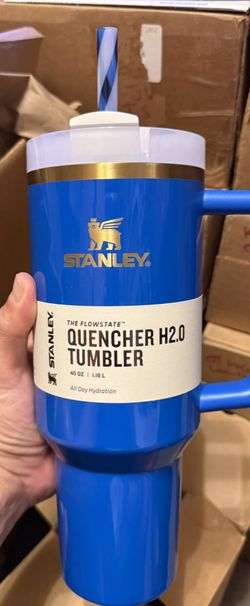 STANLEY®
STANLEY
THE FLOWSTATE™
QUENCHER H2.0
TUMBLER
40 OZ | 1.18 L
All Day Hydration